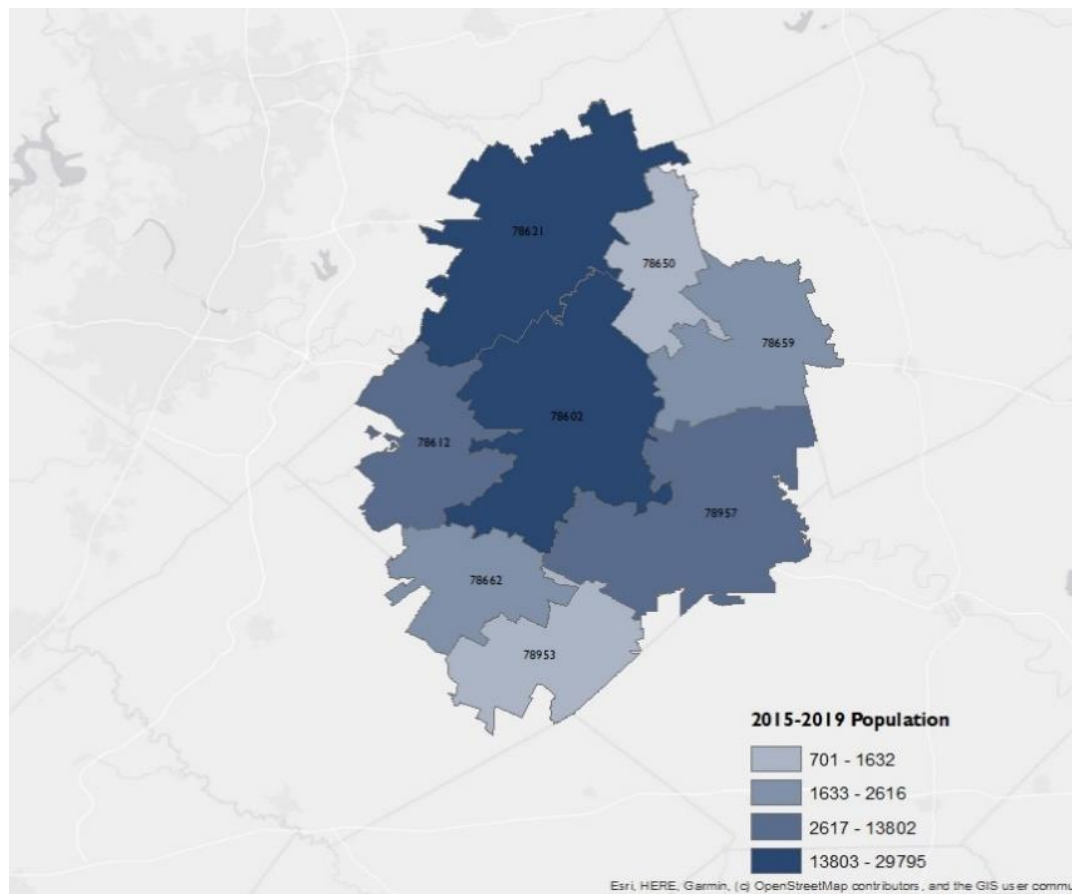 78621
78650
78659
78602
78612
78957
78662
78953
2015-2019 Population
701 - 1632
1633 - 2616
2617 - 13802
13803 - 29795
Esri, HERE, Garmin, (c) OpenStreetMap contributors, and the GIS user commu